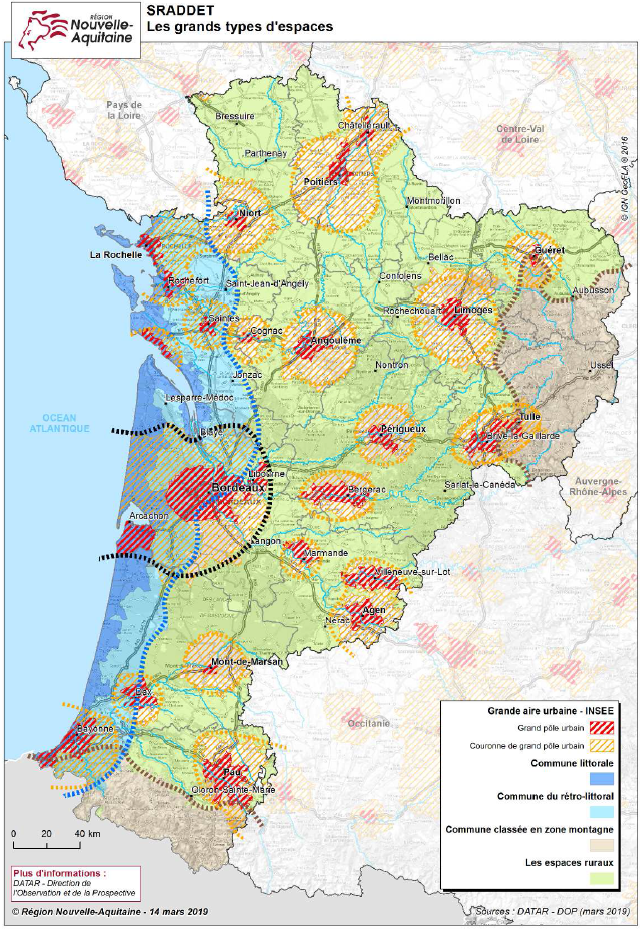 RÉGION
Nouvelle-
Aquitaine
SRADDET
Les grands types d'espaces
Pays de
la Loire
Centre-Val
de Loire
© IGN GéoFLA ® 2016
Bressuire
Châtellerault
Parthenay
Poitiers
Montmorillon
Niort
La Rochelle
Guéret
Bellac
Rochefort
Saint-Jean-d'Angély
Confolens
Aubusson
Saintes
Rochechouart
Limoges
Cognac
Angoulême
Ussel
Jonzac
Nontron
Lesparre-Médoc
OCEAN
ATLANTIQUE
Blaye
Périgueux
Tulle
Brive-la-Gaillarde
Libourne
Bordeaux
Bergerac
Sarlat-la-Canéda
Auvergne-
Rhône-Alpes
Arcachon
Langon
Marmande
Villeneuve-sur-Lot
Agen
Nérac
Mont-de-Marsan
Dax
Occitanie
Bayonne
Pau
Oloron-Sainte-Marie
Grande aire urbaine - INSEE
Grand pôle urbain
Couronne de grand pôle urbain
Commune littorale
Commune du rétro-littoral
Commune classée en zone montagne
Les espaces ruraux
0 20 40 km
Plus d'informations :
DATAR - Direction de
l'Observation et de la Prospective
© Région Nouvelle-Aquitaine - 14 mars 2019
Sources : DATAR - DOP (mars 2019)